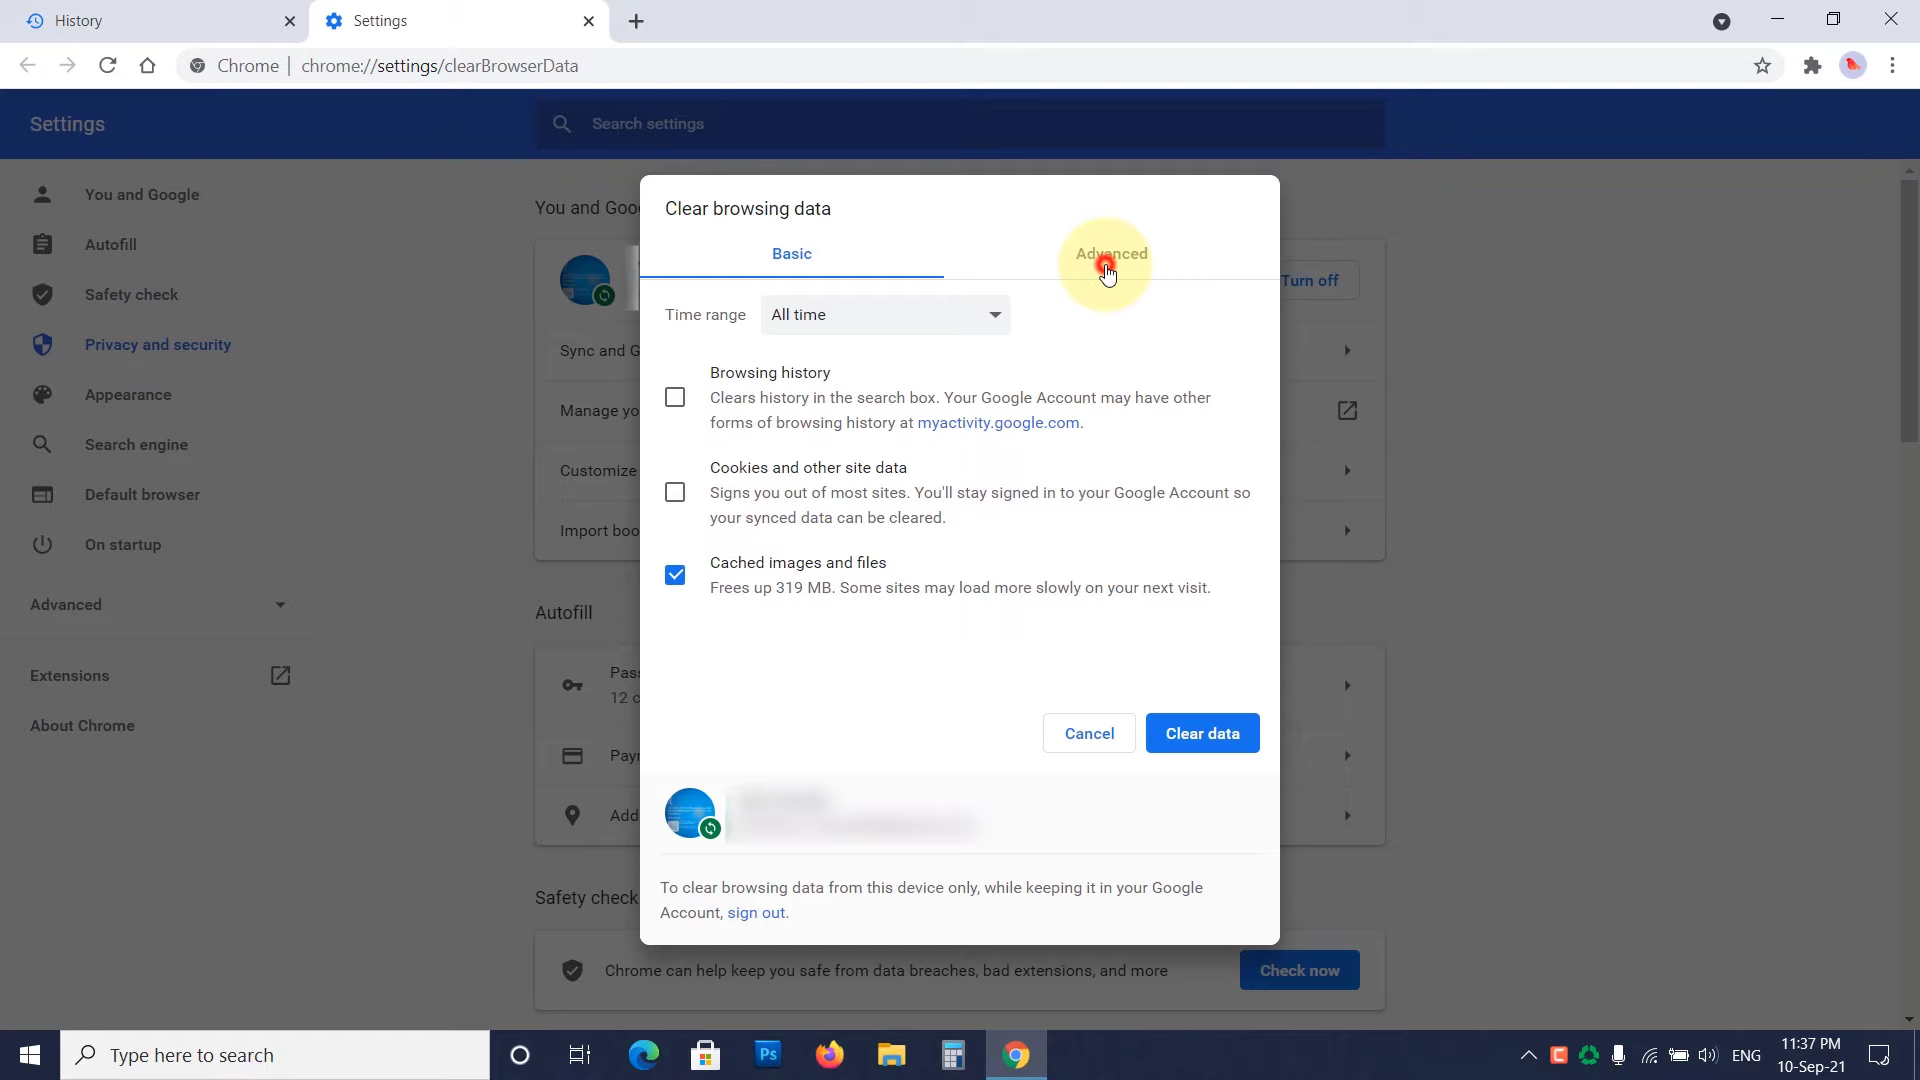 History
Settings
Chrome | chrome://settings/clearBrowserData
Settings
Search settings
You and Google
Autofill
Safety check
Privacy and security
Appearance
Search engine
Default browser
On startup
Advanced
Extensions
About Chrome
You and Goo
Turn off
Sync and G
Manage yo
Customize
Import boo
Autofill
Pass
12 c
Payr
Add
Safety check
Chrome can help keep you safe from data breaches, bad extensions, and more
Check now
Clear browsing data
Basic
Advanced
Time range
All time
Browsing history
Clears history in the search box. Your Google Account may have other
forms of browsing history at myactivity.google.com.
Cookies and other site data
Signs you out of most sites. You'll stay signed in to your Google Account so
your synced data can be cleared.
Cached images and files
Frees up 319 MB. Some sites may load more slowly on your next visit.
Cancel
Clear data
To clear browsing data from this device only, while keeping it in your Google
Account, sign out.
Type here to search
Ps
ENG
11:37 PM
10-Sep-21